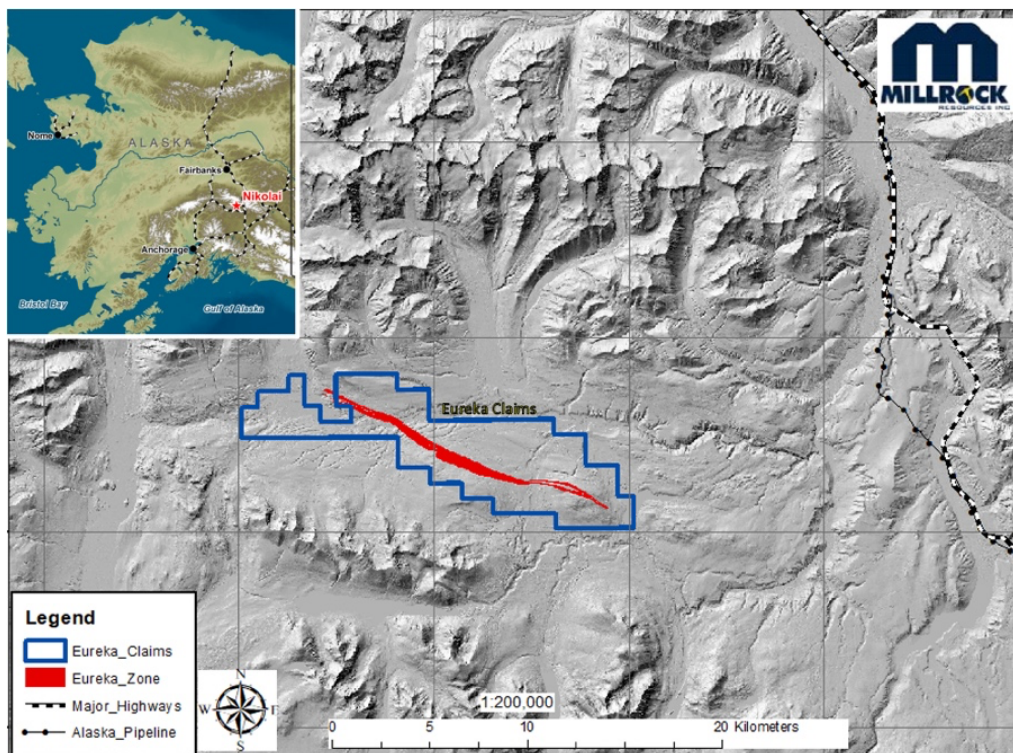 MILLROCK
RESOURCES INC
Nome
ALASKA
Fairbanks
Nikolai
Anchorage
Bristol Bay
Gulf of Alaska
Eureka Claims
Legend
Eureka_Claims
Eureka_Zone
Major_Highways
Alaska_Pipeline
N
W
E
S
1:200,000
0 5 10 20 Kilometers